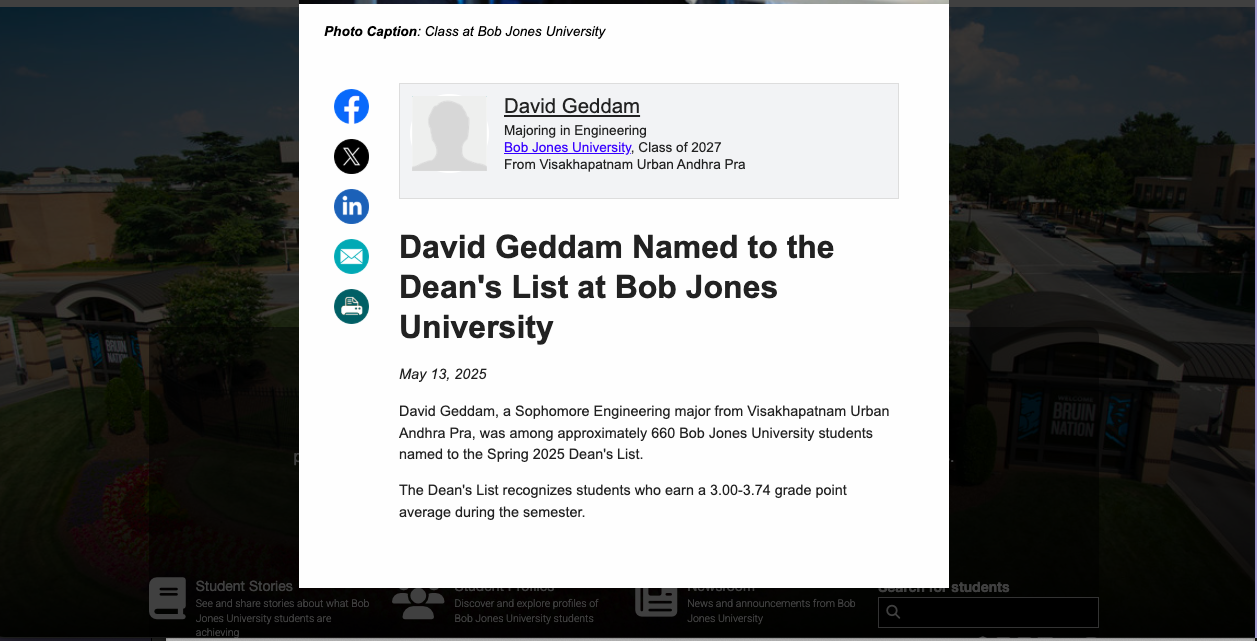 Photo Caption: Class at Bob Jones University
David Geddam
Majoring in Engineering
Bob Jones University, Class of 2027
From Visakhapatnam Urban Andhra Pra
David Geddam Named to the
Dean's List at Bob Jones
University
May 13, 2025
David Geddam, a Sophomore Engineering major from Visakhapatnam Urban
Andhra Pra, was among approximately 660 Bob Jones University students
named to the Spring 2025 Dean's List.
The Dean's List recognizes students who earn a 3.00-3.74 grade point
average during the semester.
BRUIN
NATION
WELCOME
BRUIN
NATION
Student Stories
See and share stories about what Bob
Jones University students are
achieving
Student Profiles
Discover and explore profiles of
Bob Jones University students
Newsroom
News and announcements from Bob
Jones University
Search for students